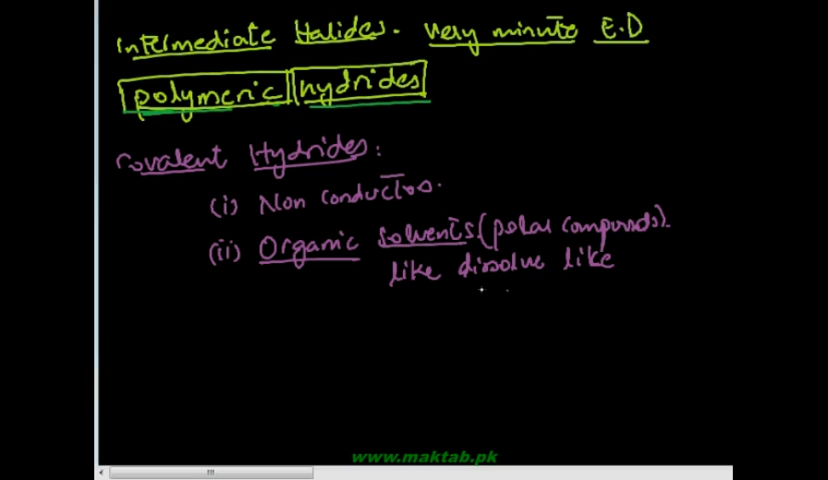 Intermediate Halides. very minute E.D
polymeric hydrides
Covalent Hydrides:
(i) Non conductos.
(ii) Organic solvents (polar compounds).
like dissolve like
www.maktab.pk